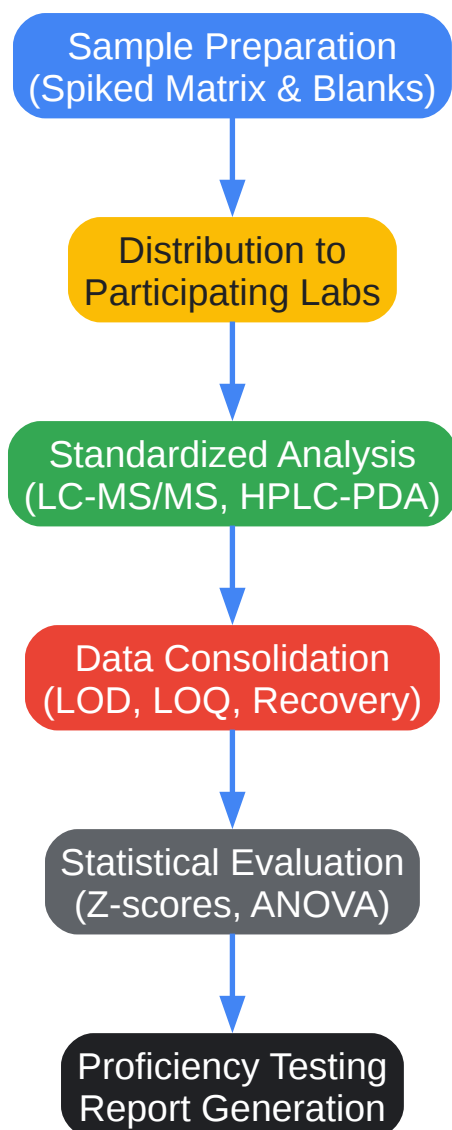 Sample Preparation
(Spiked Matrix & Blanks)
Distribution to
Participating Labs
Standardized Analysis
(LC-MS/MS, HPLC-PDA)
Data Consolidation
(LOD, LOQ, Recovery)
Statistical Evaluation
(Z-scores, ANOVA)
Proficiency Testing
Report Generation